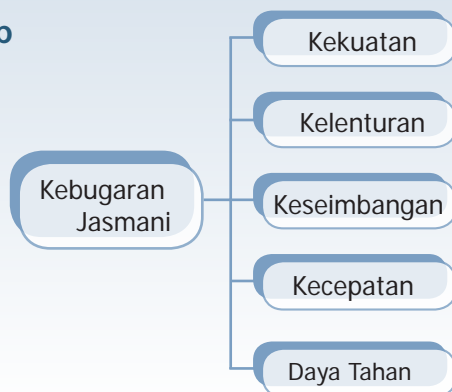 p
Kekuatan
Kelenturan
Kebugaran
Jasmani
Keseimbangan
Kecepatan
Daya Tahan